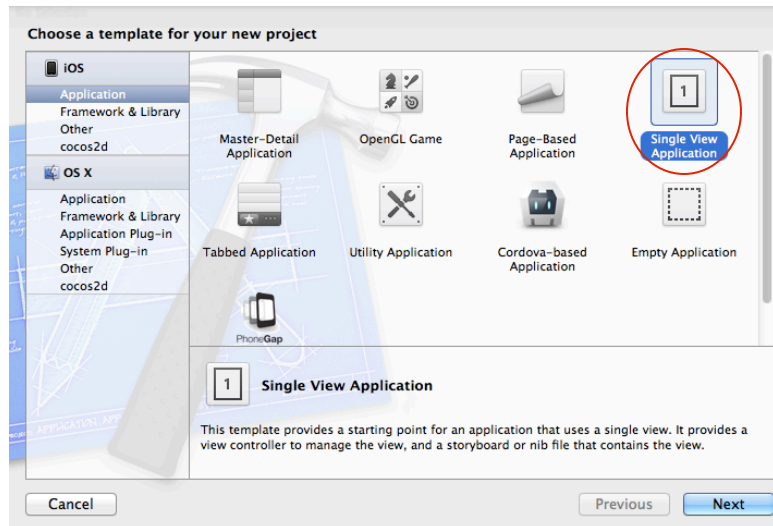 Choose a template for your new project
iOS
Application
Framework & Library
Other
cocos2d
OS X
Application
Framework & Library
Application Plug-in
System Plug-in
Other
cocos2d
Master-Detail
Application
OpenGL Game
Page-Based
Application
1
Single View
Application
Tabbed Application
Utility Application
Cordova-based
Application
Empty Application
PhoneGap
1
Single View Application
This template provides a starting point for an application that uses a single view. It provides a
view controller to manage the view, and a storyboard or nib file that contains the view.
Cancel
Previous
Next